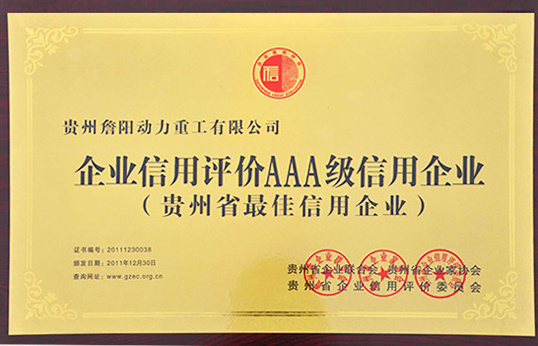 信
贵州詹阳动力重工有限公司
企业信用评价AAA级信用企业
（贵州省最佳信用企业）
证书编号：20111230038
颁发日期：2011年12月30日
查询网址：www.gzec.org.cn
贵州省企业联合会 贵州省企业家协会
贵州省企业信用评价委员会